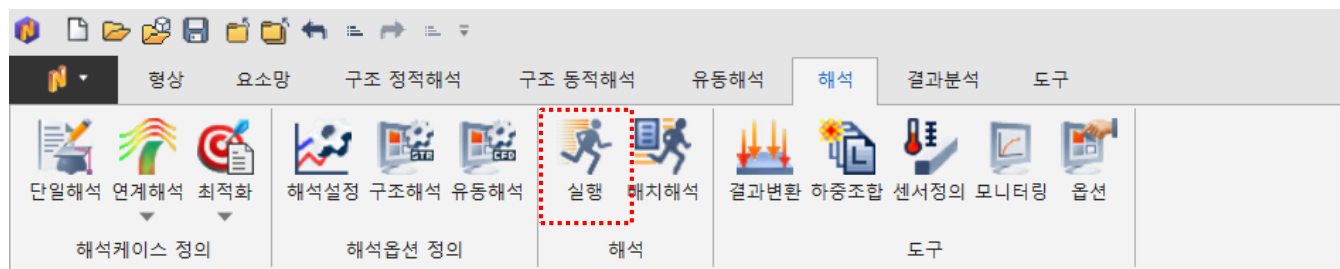 형상 요소망 구조 정적해석 구조 동적해석 유동해석 해석 결과분석 도구
STR CFD
단일해석 연계해석 최적화 해석설정 구조해석 유동해석 실행 배치해석 결과변환 하중조합 센서정의 모니터링 옵션
해석케이스 정의 해석옵션 정의 해석 도구